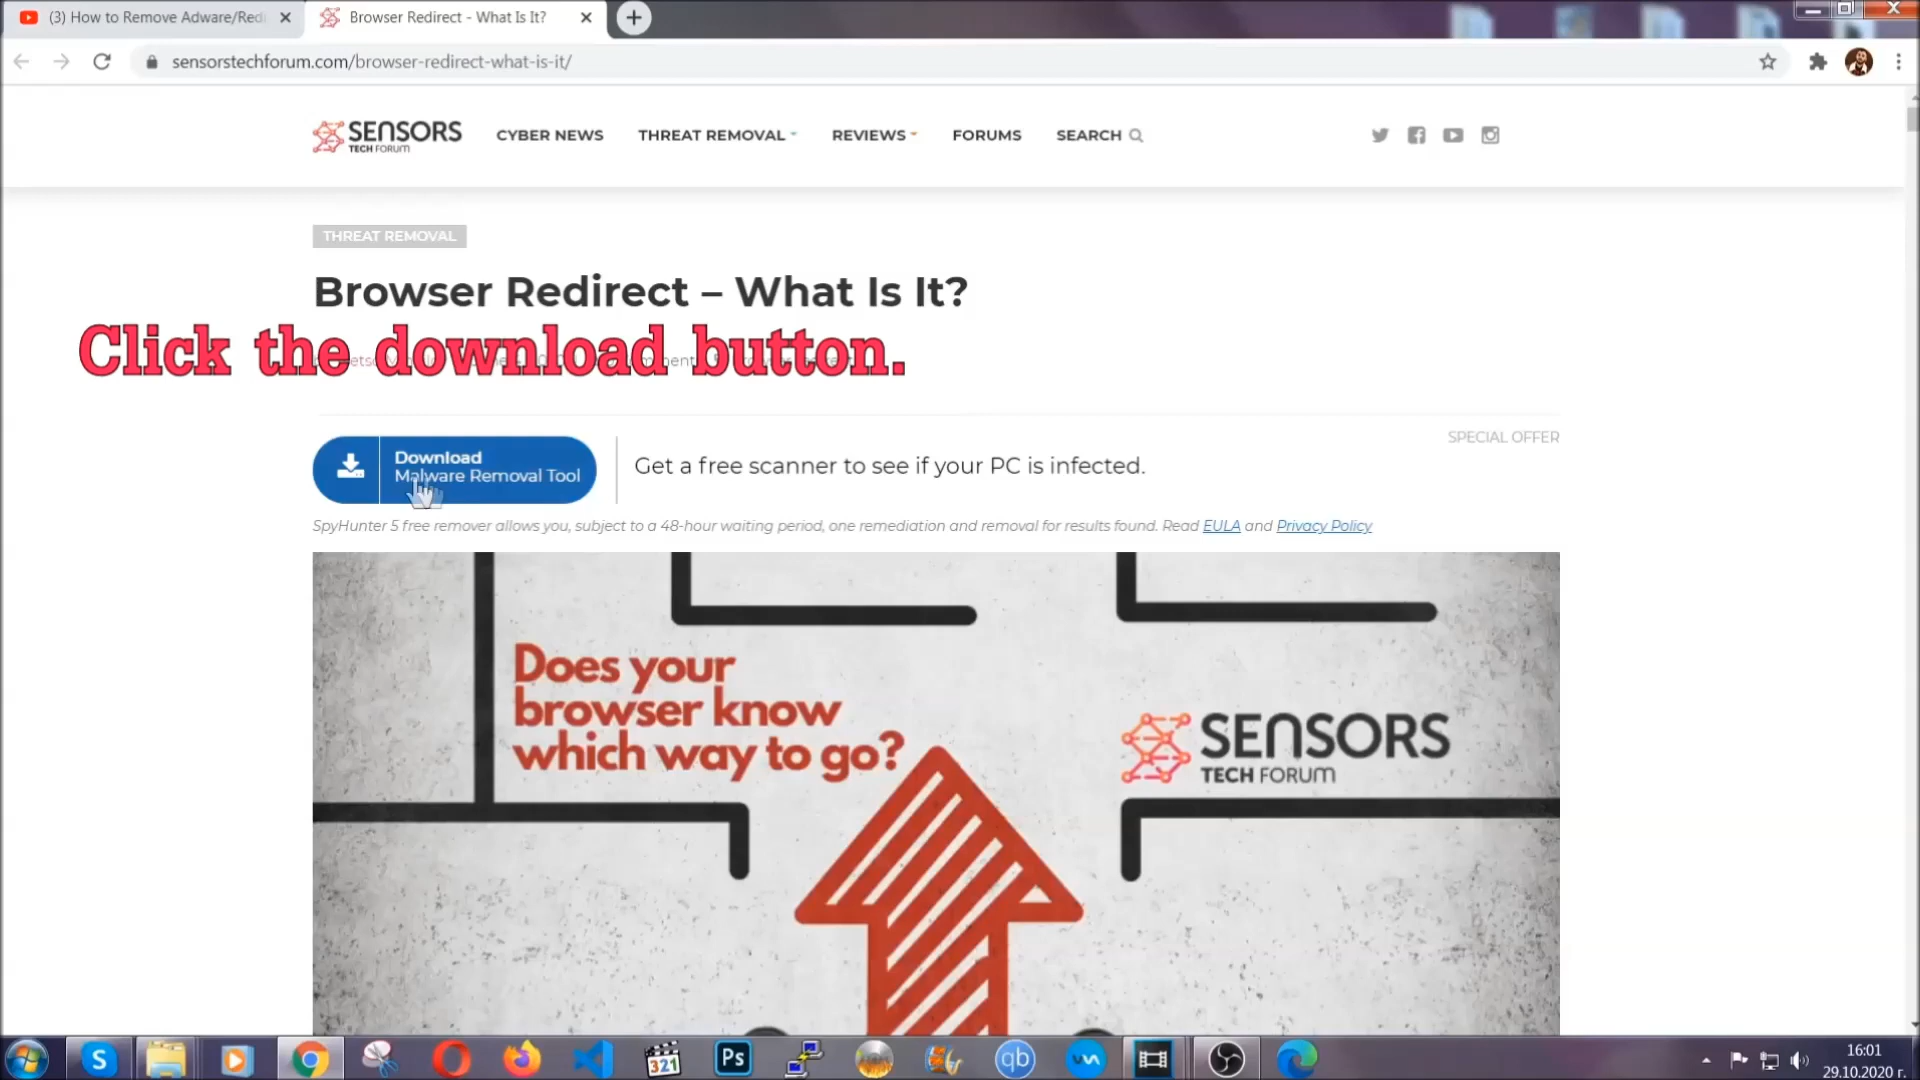 (3) How to Remove Adware/Redi
Browser Redirect - What Is It?
sensorstechforum.com/browser-redirect-what-is-it/
SENSORS
TECH FORUM
CYBER NEWS
THREAT REMOVAL
REVIEWS
FORUMS
SEARCH
THREAT REMOVAL
Browser Redirect – What Is It?
Click the download button.
SPECIAL OFFER
Download
Malware Removal Tool
Get a free scanner to see if your PC is infected.
SpyHunter 5 free remover allows you, subject to a 48-hour waiting period, one remediation and removal for results found. Read EULA and Privacy Policy
Does your
browser know
which way to go?
SENSORS
TECH FORUM
S
321
Ps
qb
16:01
29.10.2020 г.